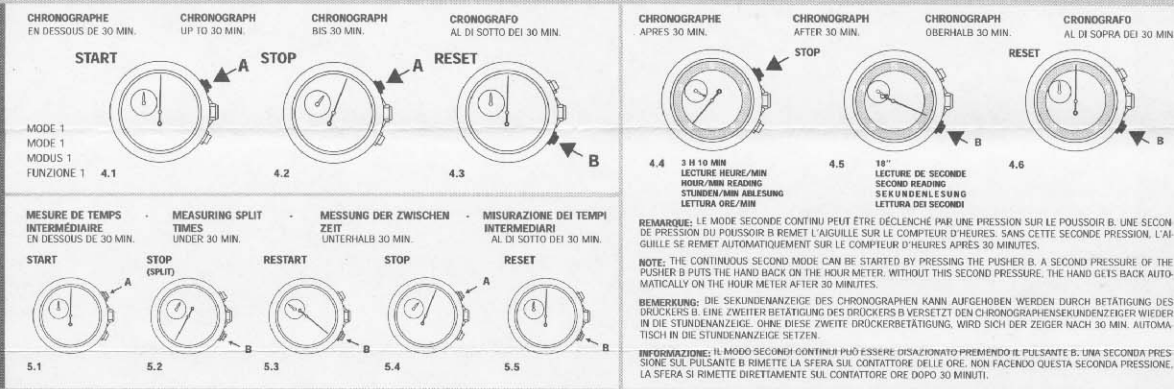 CHRONOGRAPHE CHRONOGRAPH CHRONOGRAPH CRONOGRAFO
EN DESSOUS DE 30 MIN. UP TO 30 MIN. BIS 30 MIN. AL DI SOTTO DEI 30 MIN.
START A STOP A RESET
B
MODE 1
MODE 1
MODUS 1
FUNZIONE 1 4.1 4.2 4.3
MESURE DE TEMPS · MEASURING SPLIT · MESSUNG DER ZWISCHEN · MISURAZIONE DEI TEMPI
INTERMÉDIAIRE TIMES ZEIT INTERMEDIARI
EN DESSOUS DE 30 MIN. UNDER 30 MIN. UNTERHALB 30 MIN. AL DI SOTTO DEI 30 MIN.
START STOP RESTART STOP RESET
(SPLIT)
A A
B B B
5.1 5.2 5.3 5.4 5.5
CHRONOGRAPHE CHRONOGRAPH CHRONOGRAPH CRONOGRAFO
APRES 30 MIN. AFTER 30 MIN. OBERHALB 30 MIN. AL DI SOPRA DEI 30 MIN
STOP RESET
B B
4.4 3 H 10 MIN 4.5 18" 4.6
LECTURE HEURE/MIN LECTURE DE SECONDE
HOUR/MIN READING SECOND READING
STUNDEN/MIN ABLESUNG SEKUNDENLESUNG
LETTURA ORE/MIN LETTURA DEI SECONDI
REMARQUE: LE MODE SECONDE CONTINU PEUT ÊTRE DÉCLENCHÉ PAR UNE PRESSION SUR LE POUSSOIR B. UNE SECON-
DE PRESSION DU POUSSOIR B REMET L'AIGUILLE SUR LE COMPTEUR D'HEURES. SANS CETTE SECONDE PRESSION, L'AI-
GUILLE SE REMET AUTOMATIQUEMENT SUR LE COMPTEUR D'HEURES APRÈS 30 MINUTES.
NOTE: THE CONTINUOUS SECOND MODE CAN BE STARTED BY PRESSING THE PUSHER B. A SECOND PRESSURE OF THE
PUSHER B PUTS THE HAND BACK ON THE HOUR METER. WITHOUT THIS SECOND PRESSURE, THE HAND GETS BACK AUTO-
MATICALLY ON THE HOUR METER AFTER 30 MINUTES.
BEMERKUNG: DIE SEKUNDENANZEIGE DES CHRONOGRAPHEN KANN AUFGEHOBEN WERDEN DURCH BETÄTIGUNG DES
DRÜCKERS B. EINE ZWEITER BETÄTIGUNG DES DRÜCKERS B VERSETZT DEN CHRONOGRAPHENSEKUNDENZEIGER WIEDER
IN DIE STUNDENANZEIGE. OHNE DIESE ZWEITE DRÜCKERBETÄTIGUNG, WIRD SICH DER ZEIGER NACH 30 MIN. AUTOMA-
TISCH IN DIE STUNDENANZEIGE SETZEN.
INFORMAZIONE: IL MODO SECONDI CONTINUI PUÒ ESSERE DISAZIONATO PREMENDO IL PULSANTE B. UNA SECONDA PRES-
SIONE SUL PULSANTE B RIMETTE LA SFERA SUL CONTATTORE DELLE ORE. NON FACENDO QUESTA SECONDA PRESSIONE,
LA SFERA SI RIMETTE DIRETTAMENTE SUL CONTATTORE ORE DOPO 30 MINUTI.